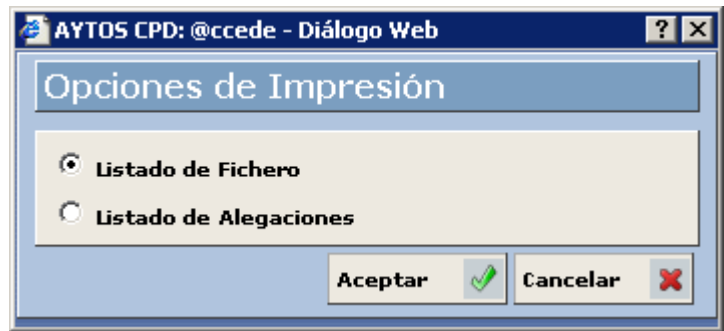 AYTOS CPD: @ccede - Diálogo Web
Opciones de Impresión
Listado de Fichero
Listado de Alegaciones
Aceptar Cancelar